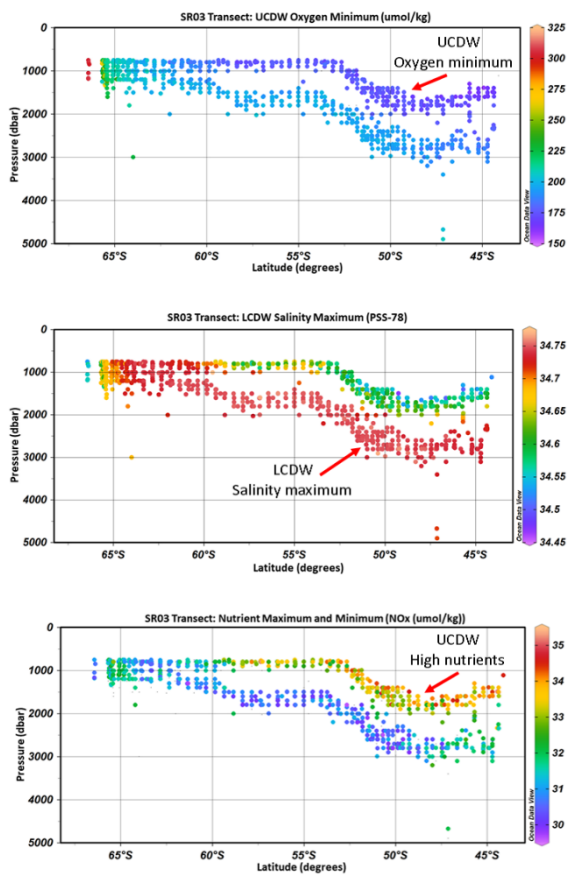 SR03 Transect: UCDW Oxygen Minimum (umol/kg)
0
1000
2000
3000
4000
5000
Pressure (dbar)
UCDW
Oxygen minimum
65°S
60°S
55°S
50°S
45°S
Latitude (degrees)
Ocean Data View
325
300
275
250
225
200
175
150
SR03 Transect: LCDW Salinity Maximum (PSS-78)
0
1000
2000
3000
4000
5000
Pressure (dbar)
LCDW
Salinity maximum
65°S
60°S
55°S
50°S
45°S
Latitude (degrees)
Ocean Data View
34.75
34.7
34.65
34.6
34.55
34.5
34.45
SR03 Transect: Nutrient Maximum and Minimum (NOx (umol/kg))
0
1000
2000
3000
4000
5000
Pressure (dbar)
UCDW
High nutrients
65°S
60°S
55°S
50°S
45°S
Latitude (degrees)
Ocean Data View
35
34
33
32
31
30